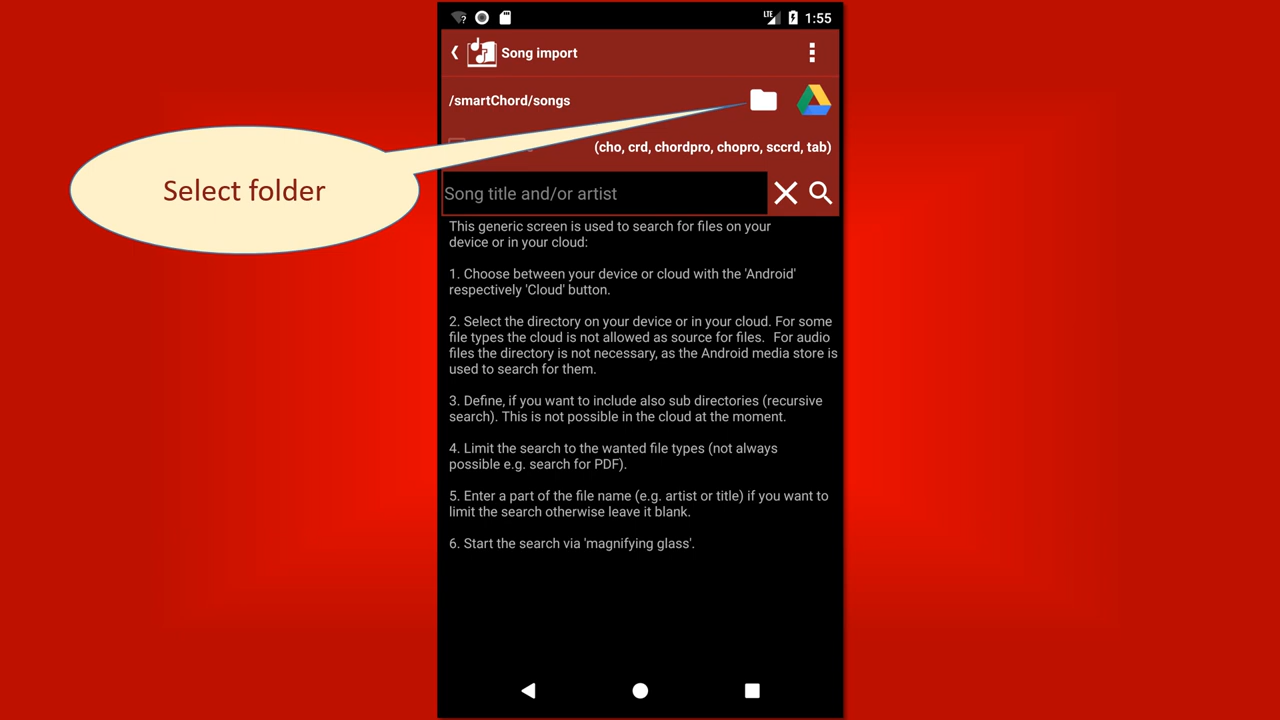 LTE 1:55
Song import
/smartChord/songs
(cho, crd, chordpro, chopro, sccrd, tab)
Select folder
Song title and/or artist
This generic screen is used to search for files on your
device or in your cloud:
1. Choose between your device or cloud with the 'Android'
respectively 'Cloud' button.
2. Select the directory on your device or in your cloud. For some
file types the cloud is not allowed as source for files.  For audio
files the directory is not necessary, as the Android media store is
used to search for them.
3. Define, if you want to include also sub directories (recursive
search). This is not possible in the cloud at the moment.
4. Limit the search to the wanted file types (not always
possible e.g. search for PDF).
5. Enter a part of the file name (e.g. artist or title) if you want to
limit the search otherwise leave it blank.
6. Start the search via 'magnifying glass'.